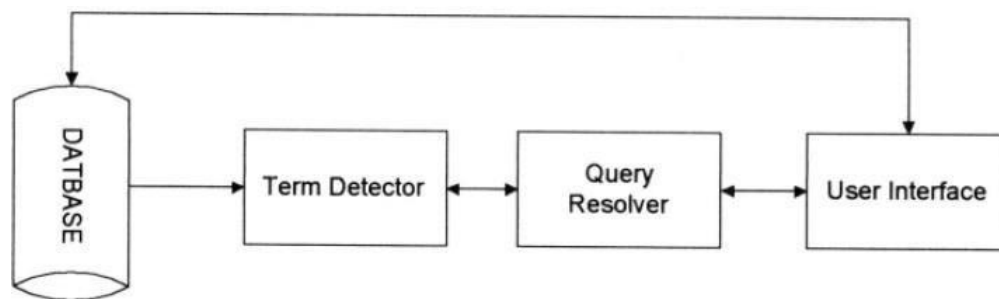 DATBASE
Term Detector
Query
Resolver
User Interface